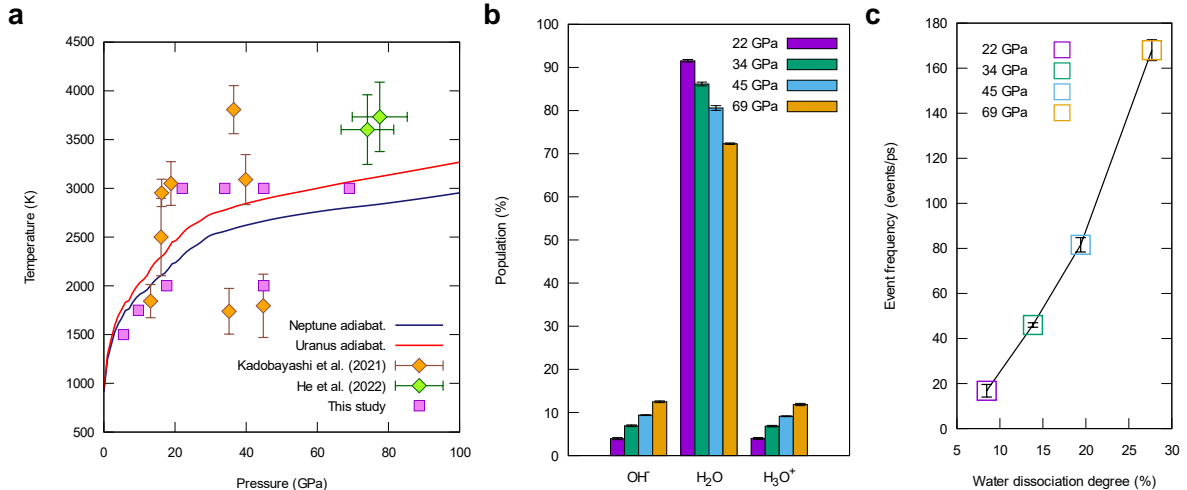 a
4500
4000
3500
3000
2500
2000
1500
1000
500
0
20
40
60
80
100
Temperature (K)
Pressure (GPa)
Neptune adiabat.
Uranus adiabat.
Kadobayashi et al. (2021)
He et al. (2022)
This study
b
100
90
80
70
60
50
40
30
20
10
0
Population (%)
OH-
H2O
H3O+
22 GPa
34 GPa
45 GPa
69 GPa
c
180
160
140
120
100
80
60
40
20
0
5
10
15
20
25
30
Event frequency (events/ps)
Water dissociation degree (%)
22 GPa
34 GPa
45 GPa
69 GPa